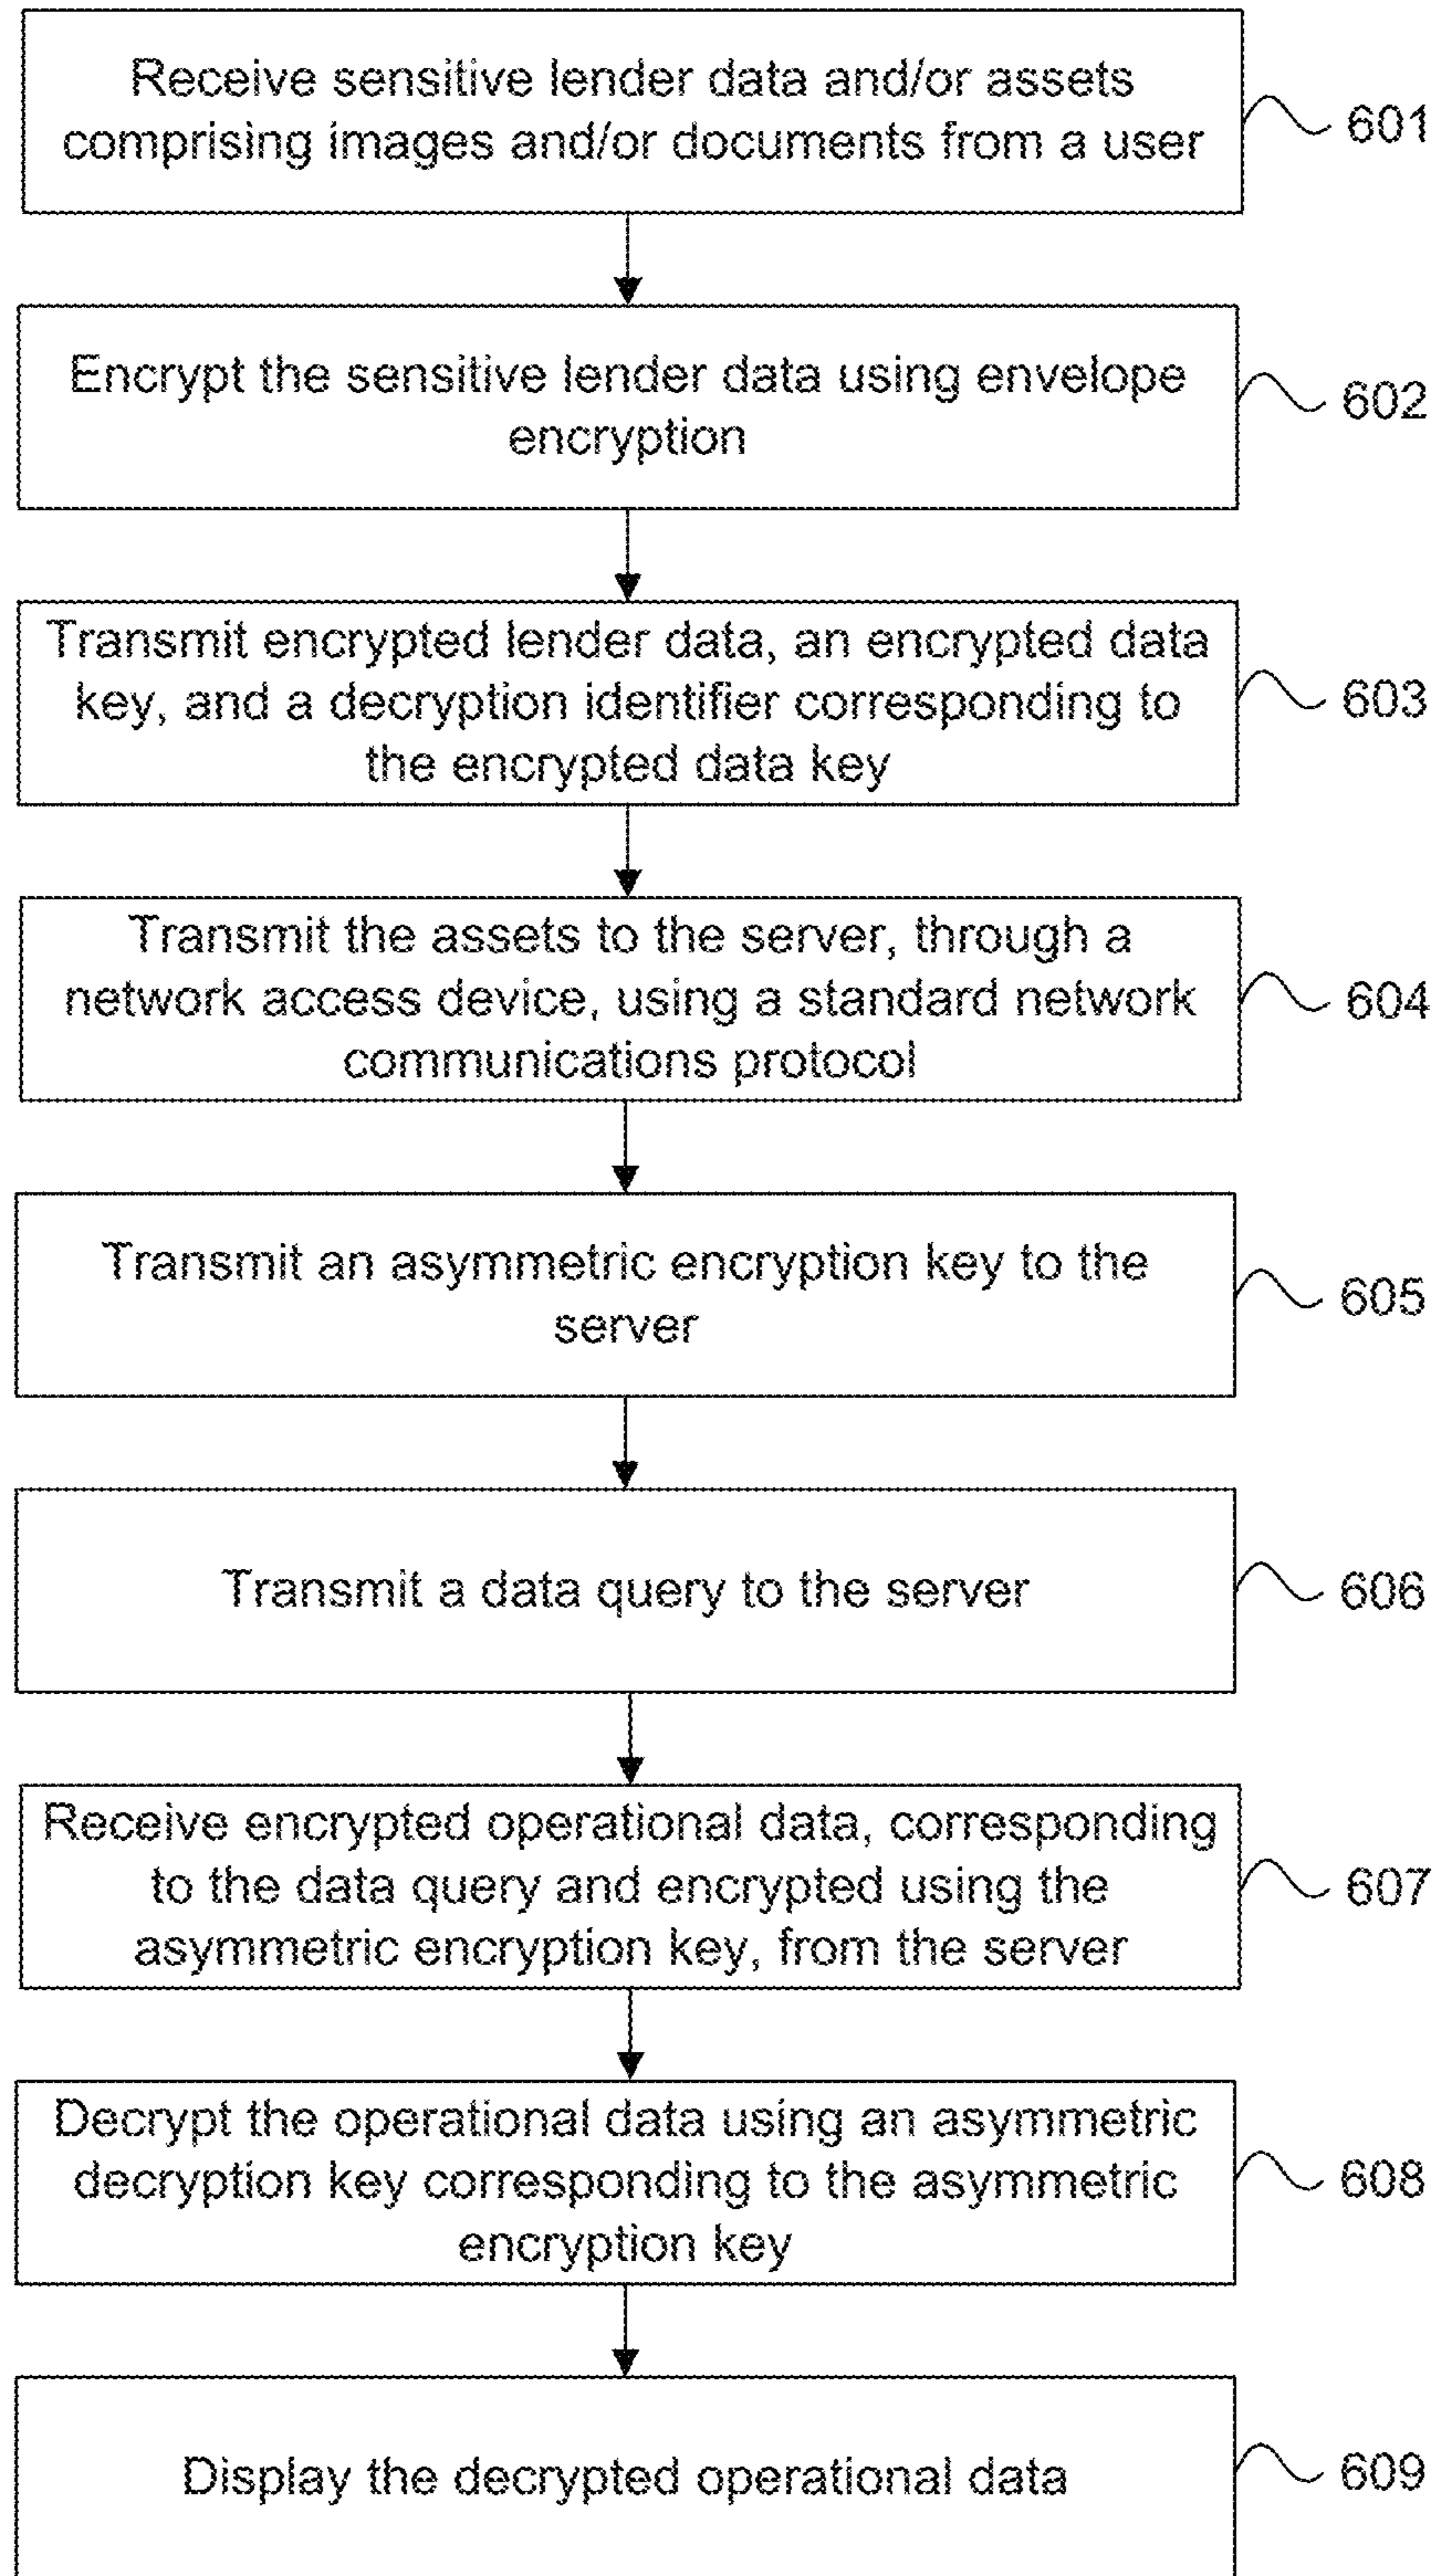 Receive sensitive lender data and/or assets
comprising images and/or documents from a user
601
Encrypt the sensitive lender data using envelope
encryption
602
Transmit encrypted lender data, an encrypted data
key, and a decryption identifier corresponding to
the encrypted data key
603
Transmit the assets to the server, through a
network access device, using a standard network
communications protocol
604
Transmit an asymmetric encryption key to the
server
605
Transmit a data query to the server
606
Receive encrypted operational data, corresponding
to the data query and encrypted using the
asymmetric encryption key, from the server
607
Decrypt the operational data using an asymmetric
decryption key corresponding to the asymmetric
encryption key
608
Display the decrypted operational data
609